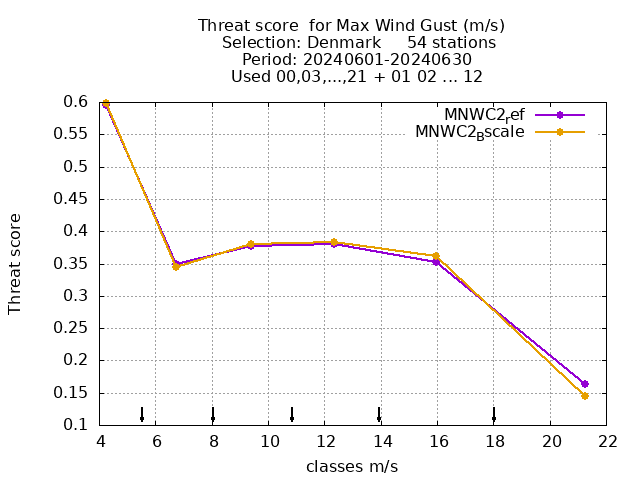 Threat score  for Max Wind Gust (m/s)
Selection: Denmark     54 stations
Period: 20240601-20240630
Used 00,03,...,21 + 01 02 ... 12
MNWC2ref
MNWC2Bscale
0.6
0.55
0.5
0.45
0.4
0.35
0.3
0.25
0.2
0.15
0.1
Threat score
4 6 8 10 12 14 16 18 20 22
classes m/s